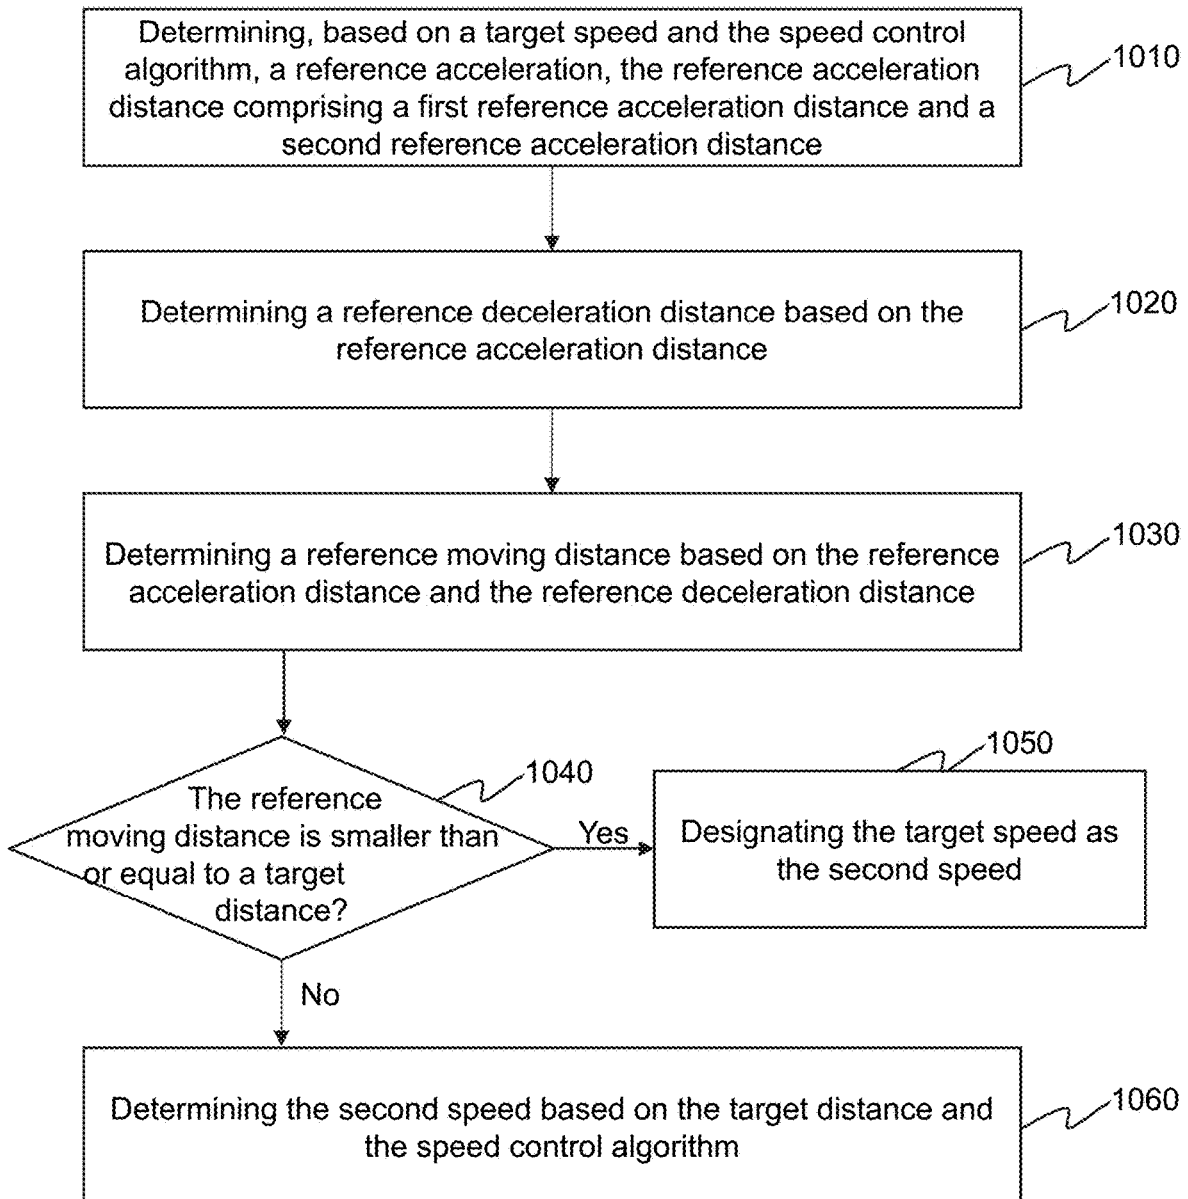 Determining, based on a target speed and the speed control
algorithm, a reference acceleration, the reference acceleration
distance comprising a first reference acceleration distance and a
second reference acceleration distance
1010
Determining a reference deceleration distance based on the
reference acceleration distance
1020
Determining a reference moving distance based on the reference
acceleration distance and the reference deceleration distance
1030
The reference
moving distance is smaller than
or equal to a target
distance?
1040
Yes
1050
Designating the target speed as
the second speed
No
Determining the second speed based on the target distance and
the speed control algorithm
1060